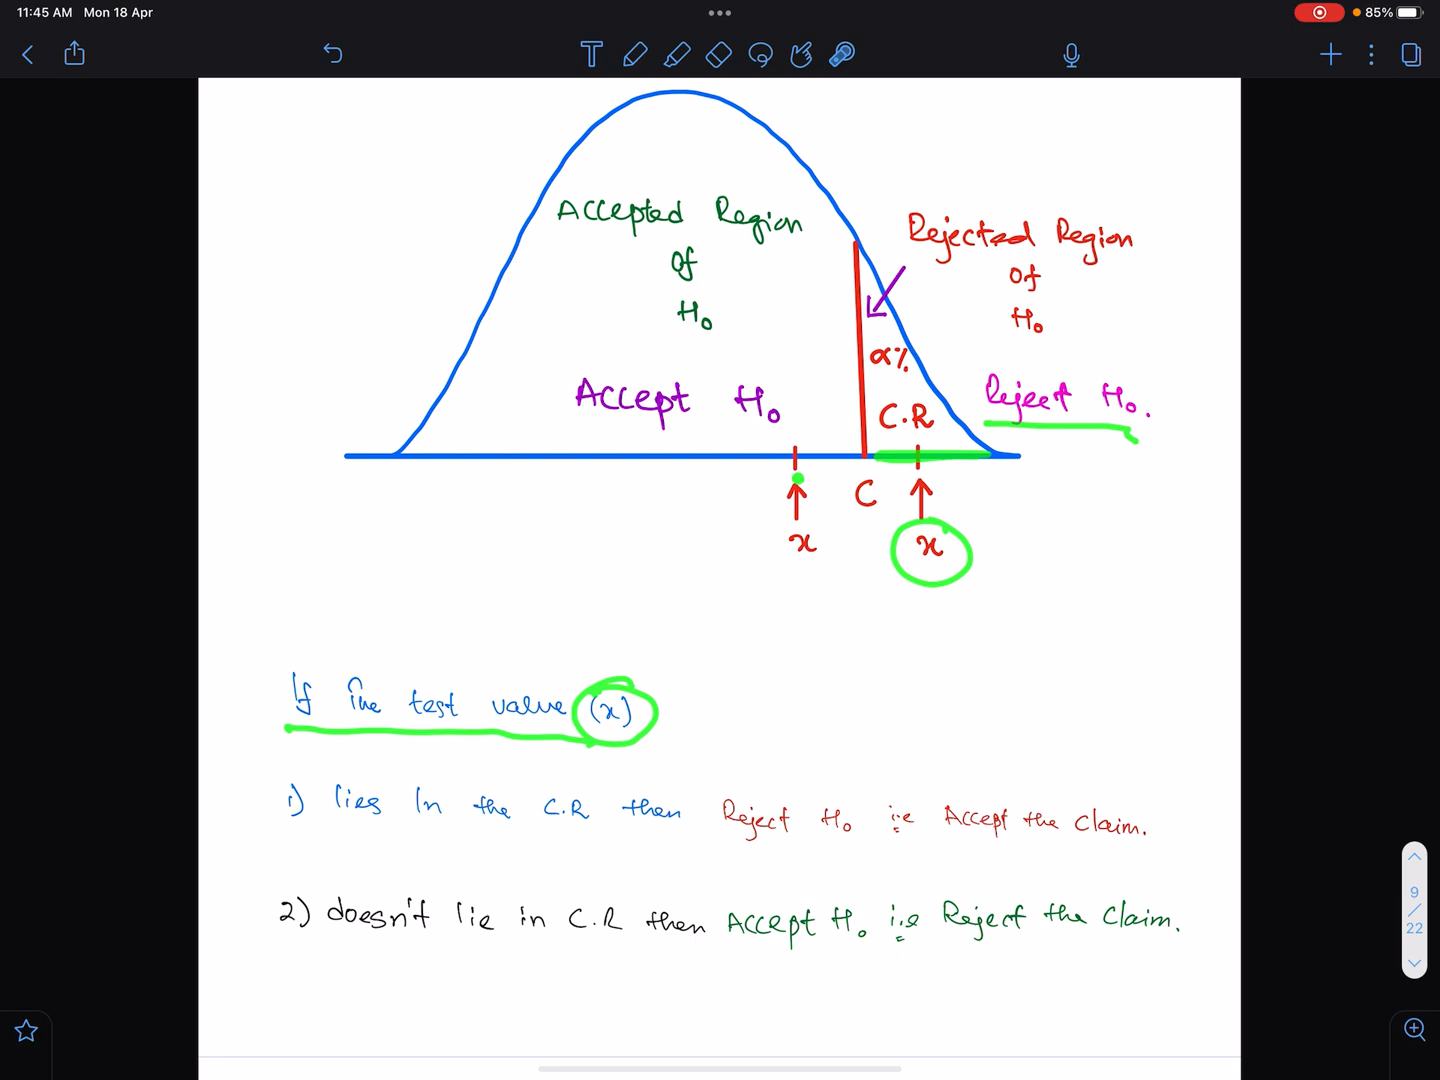 11:45 AM Mon 18 Apr
85%
T
Accepted Region
Of
H₀
Rejected Region
Of
H₀
α%
Accept H₀
C.R
Reject H₀.
C
x
x
If the test value (x)
1) lies In the C.R then Reject H₀ i.e Accept the Claim.
2) doesn't lie in C.R then Accept H₀ i.e Reject the Claim.
9
/
22